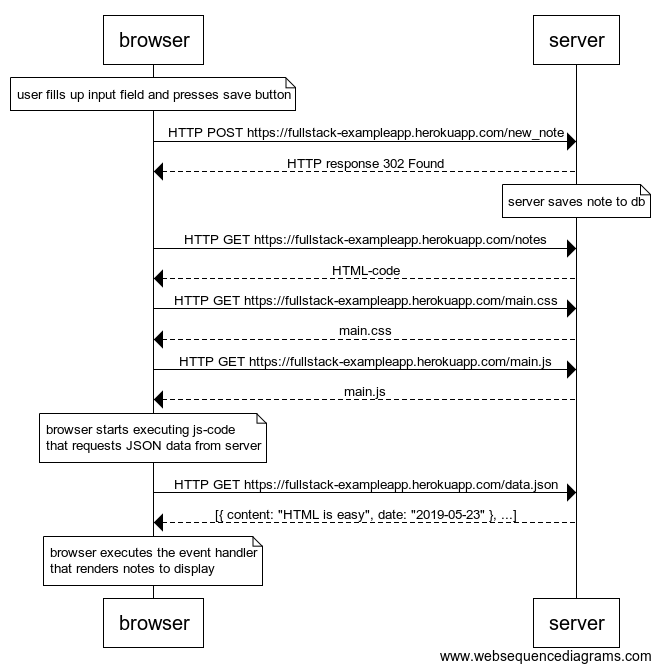 browser
server
user fills up input field and presses save button
HTTP POST https://fullstack-exampleapp.herokuapp.com/new_note
HTTP response 302 Found
server saves note to db
HTTP GET https://fullstack-exampleapp.herokuapp.com/notes
HTML-code
HTTP GET https://fullstack-exampleapp.herokuapp.com/main.css
main.css
HTTP GET https://fullstack-exampleapp.herokuapp.com/main.js
main.js
browser starts executing js-code
that requests JSON data from server
HTTP GET https://fullstack-exampleapp.herokuapp.com/data.json
[{ content: "HTML is easy", date: "2019-05-23" }, ...]
browser executes the event handler
that renders notes to display
browser
server
www.websequencediagrams.com